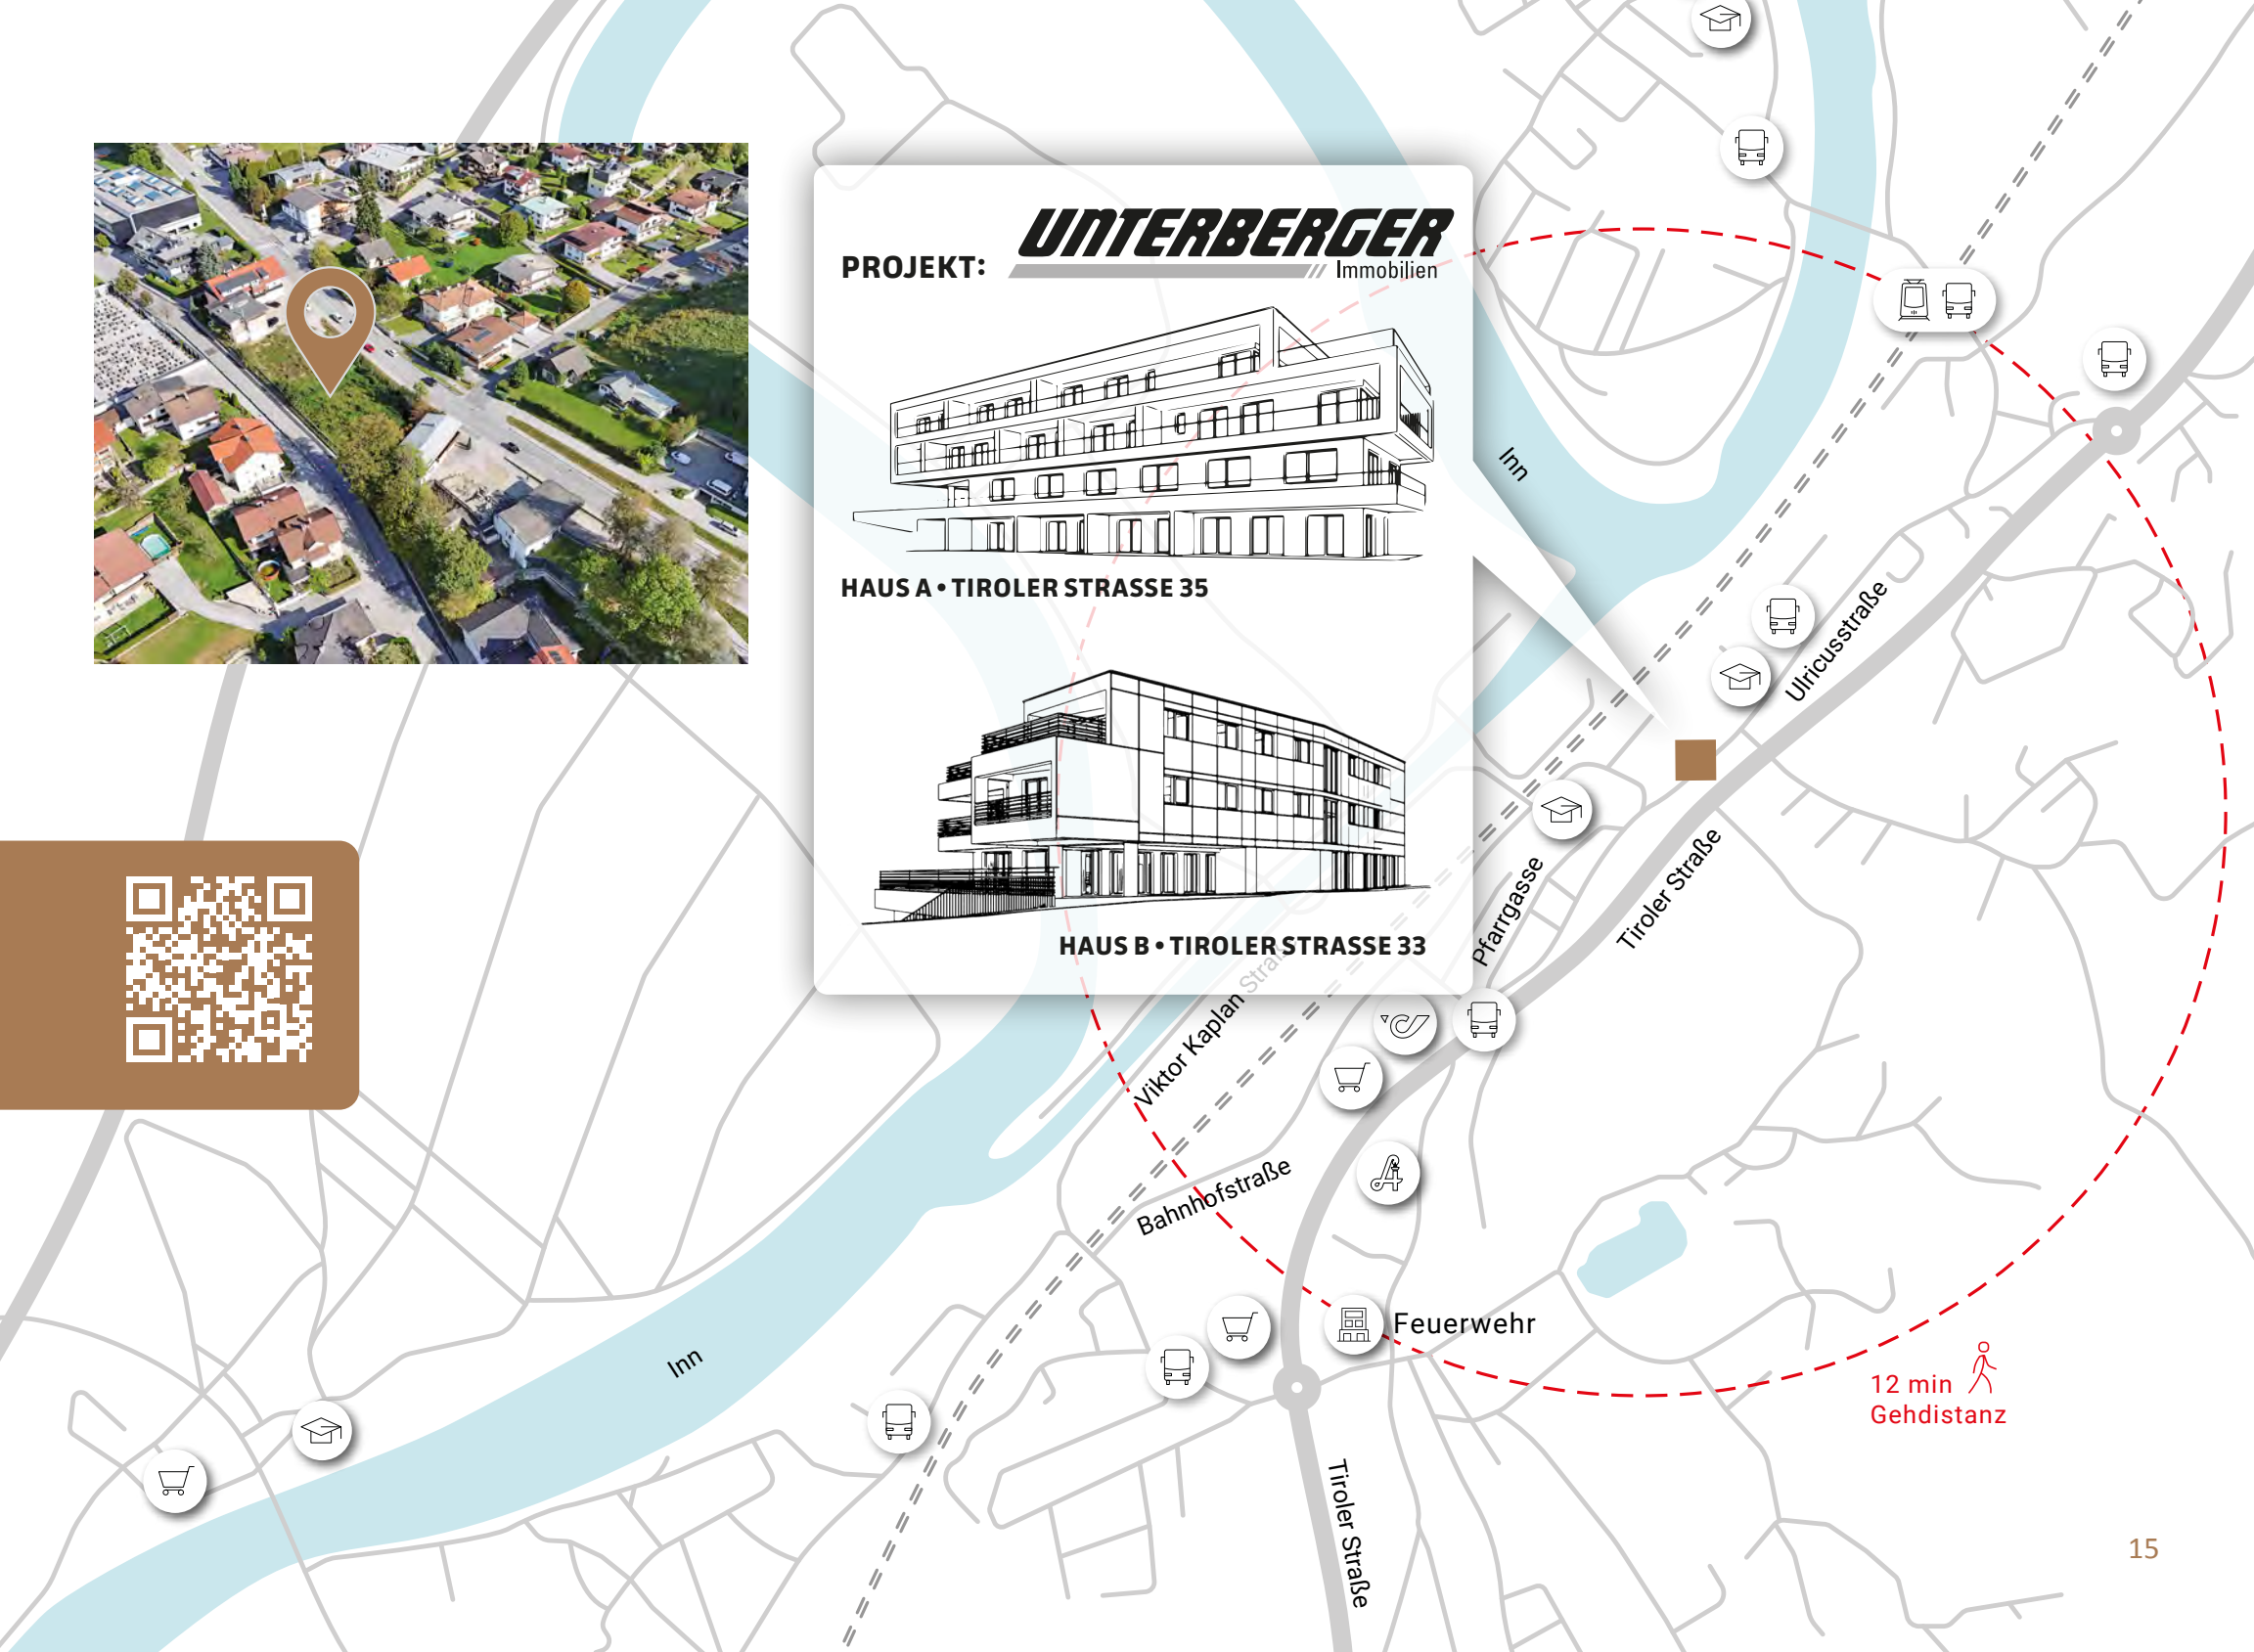 PROJEKT:
UNTERBERGER
Immobilien
HAUS A • TIROLER STRASSE 35
HAUS B • TIROLER STRASSE 33
Inn
Ulricusstraße
Tiroler Straße
Pfarrgasse
Viktor Kaplan Straße
Bahnhofstraße
Feuerwehr
Inn
12 min
Gehdistanz
Tiroler Straße
15